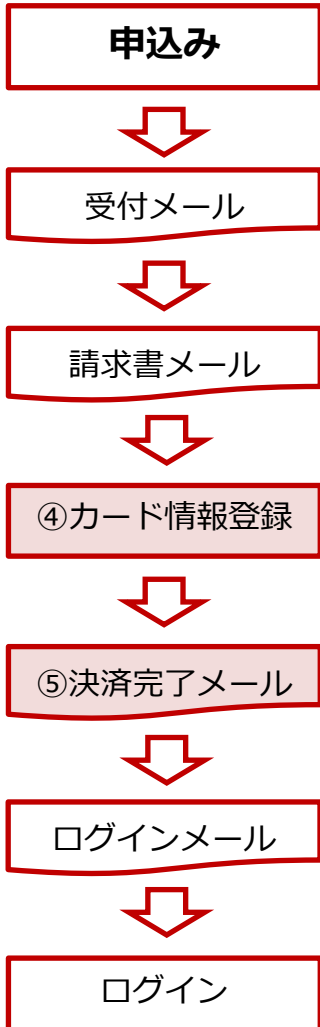 申込み
受付メール
請求書メール
④カード情報登録
⑤決済完了メール
ログインメール
ログイン